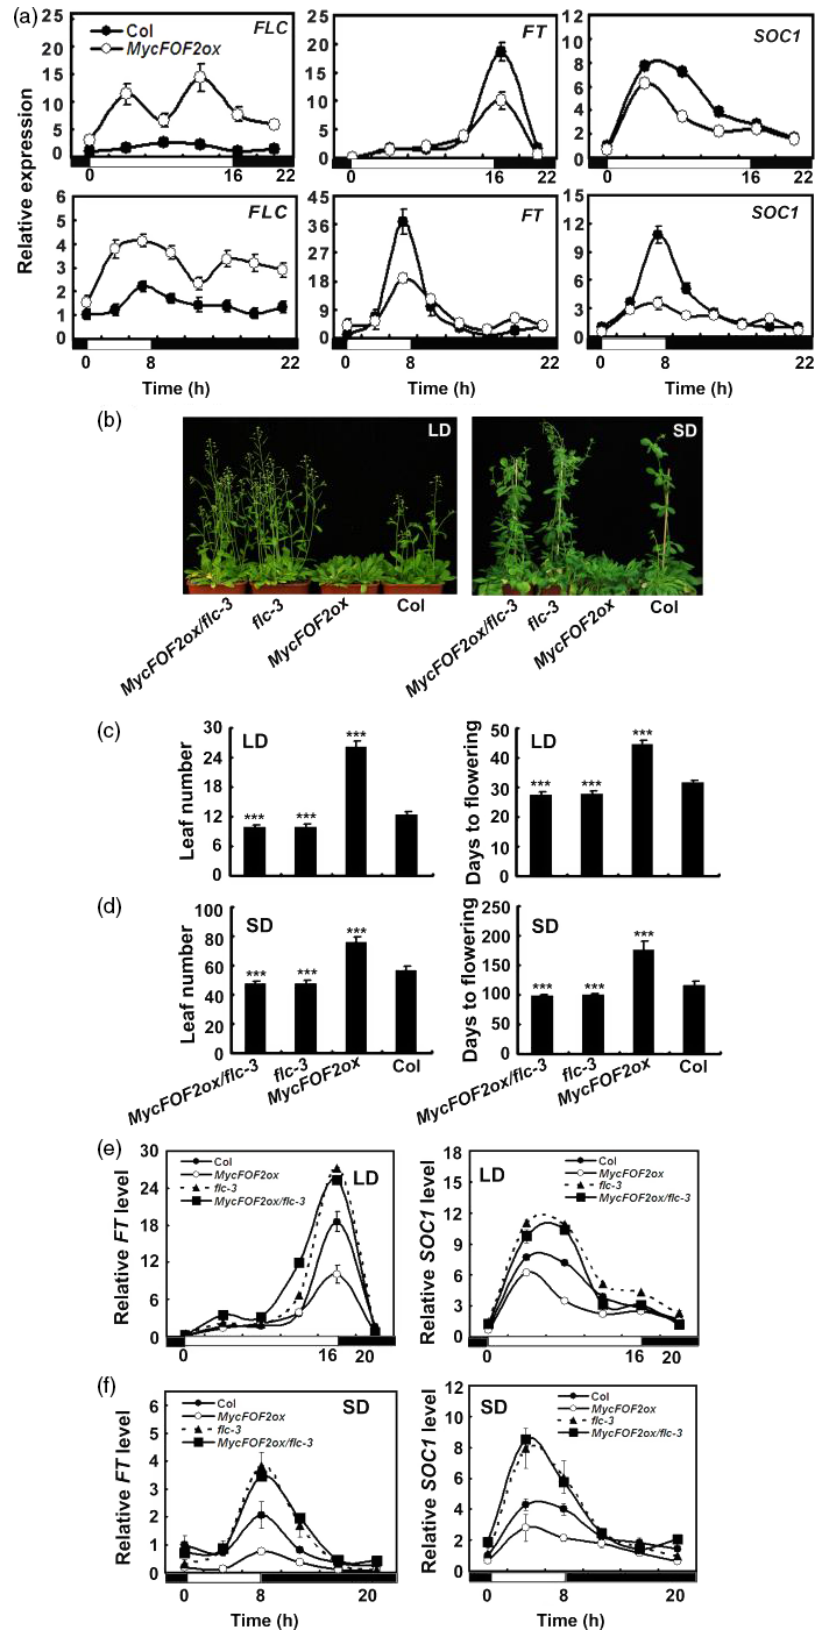 (a)
25
20
15
10
5
0
Col
MycFOF2ox
FLC
0 16 22
25
20
15
10
5
0
FT
0 16 22
12
10
8
6
4
2
0
SOC1
0 16 22
Relative expression
6
5
4
3
2
1
0
FLC
0 8 22
Time (h)
45
36
27
18
9
0
FT
0 8 22
Time (h)
15
12
9
6
3
0
SOC1
0 8 22
Time (h)
(b)
LD
SD
MycFOF2ox/flc-3
flc-3
MycFOF2ox
Col
MycFOF2ox/flc-3
flc-3
MycFOF2ox
Col
(c)
Leaf number
30
24
18
12
6
0
LD
*** *** ***
Days to flowering
50
40
30
20
10
0
LD
*** *** ***
(d)
Leaf number
100
80
60
40
20
0
SD
*** *** ***
MycFOF2ox/flc-3
flc-3
MycFOF2ox
Col
Days to flowering
250
200
150
100
50
0
SD
*** *** ***
MycFOF2ox/flc-3
flc-3
MycFOF2ox
Col
(e)
Relative FT level
30
24
18
12
6
0
Col
MycFOF2ox
flc-3
MycFOF2ox/flc-3
LD
0 16 20
Relative SOC1 level
18
15
12
9
6
3
0
LD
Col
MycFOF2ox
flc-3
MycFOF2ox/flc-3
0 16 20
(f)
Relative FT level
6
5
4
3
2
1
0
Col
MycFOF2ox
flc-3
MycFOF2ox/flc-3
SD
0 8 20
Time (h)
Relative SOC1 level
12
10
8
6
4
2
0
SD
Col
MycFOF2ox
flc-3
MycFOF2ox/flc-3
0 8 20
Time (h)